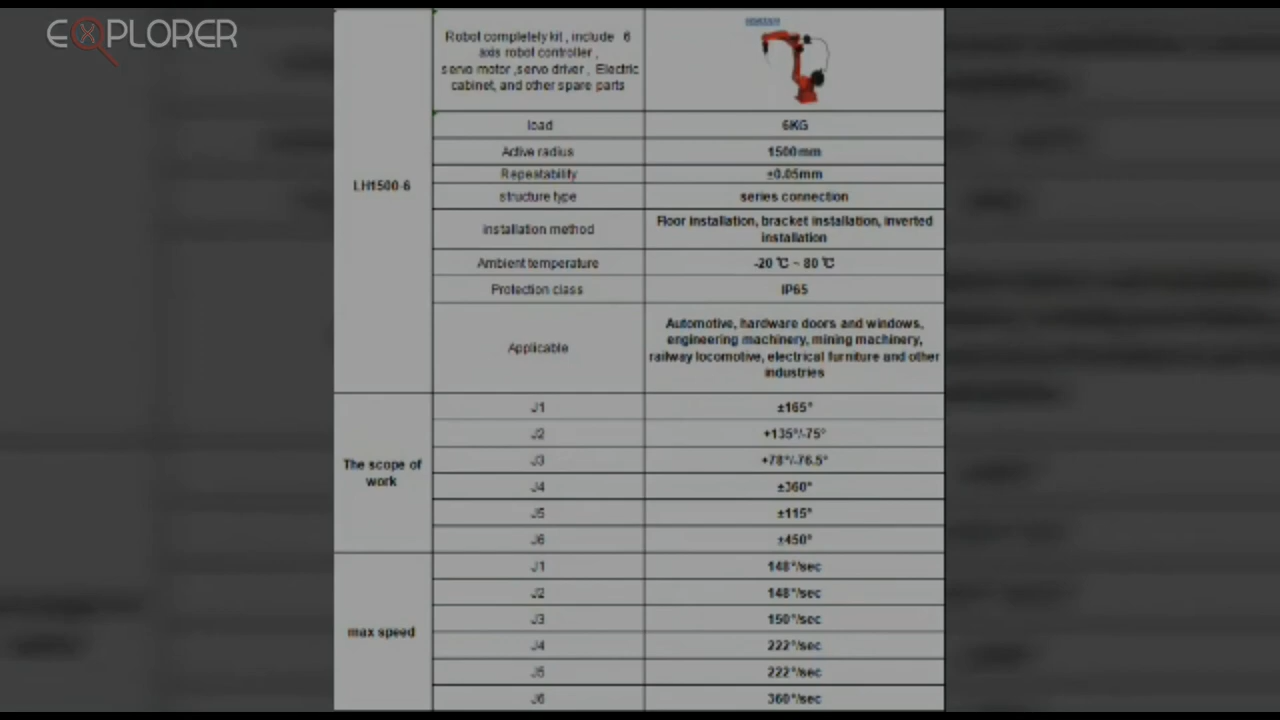 EXPLORER
Robot completely kit , include 6
axis robot controller ,
servo motor ,servo driver , Electric
cabinet, and other spare parts
LH1500-6
load
6KG
Active radius
1500mm
Repeatability
±0.05mm
structure type
series connection
installation method
Floor installation, bracket installation, inverted
installation
Ambient temperature
-20 ℃ ~ 80 ℃
Protection class
IP65
Applicable
Automotive, hardware doors and windows,
engineering machinery, mining machinery,
railway locomotive, electrical furniture and other
industries
The scope of
work
J1
±165°
J2
+135°/-75°
J3
+78°/-76.5°
J4
±360°
J5
±115°
J6
±450°
max speed
J1
148°/sec
J2
148°/sec
J3
150°/sec
J4
222°/sec
J5
222°/sec
J6
360°/sec